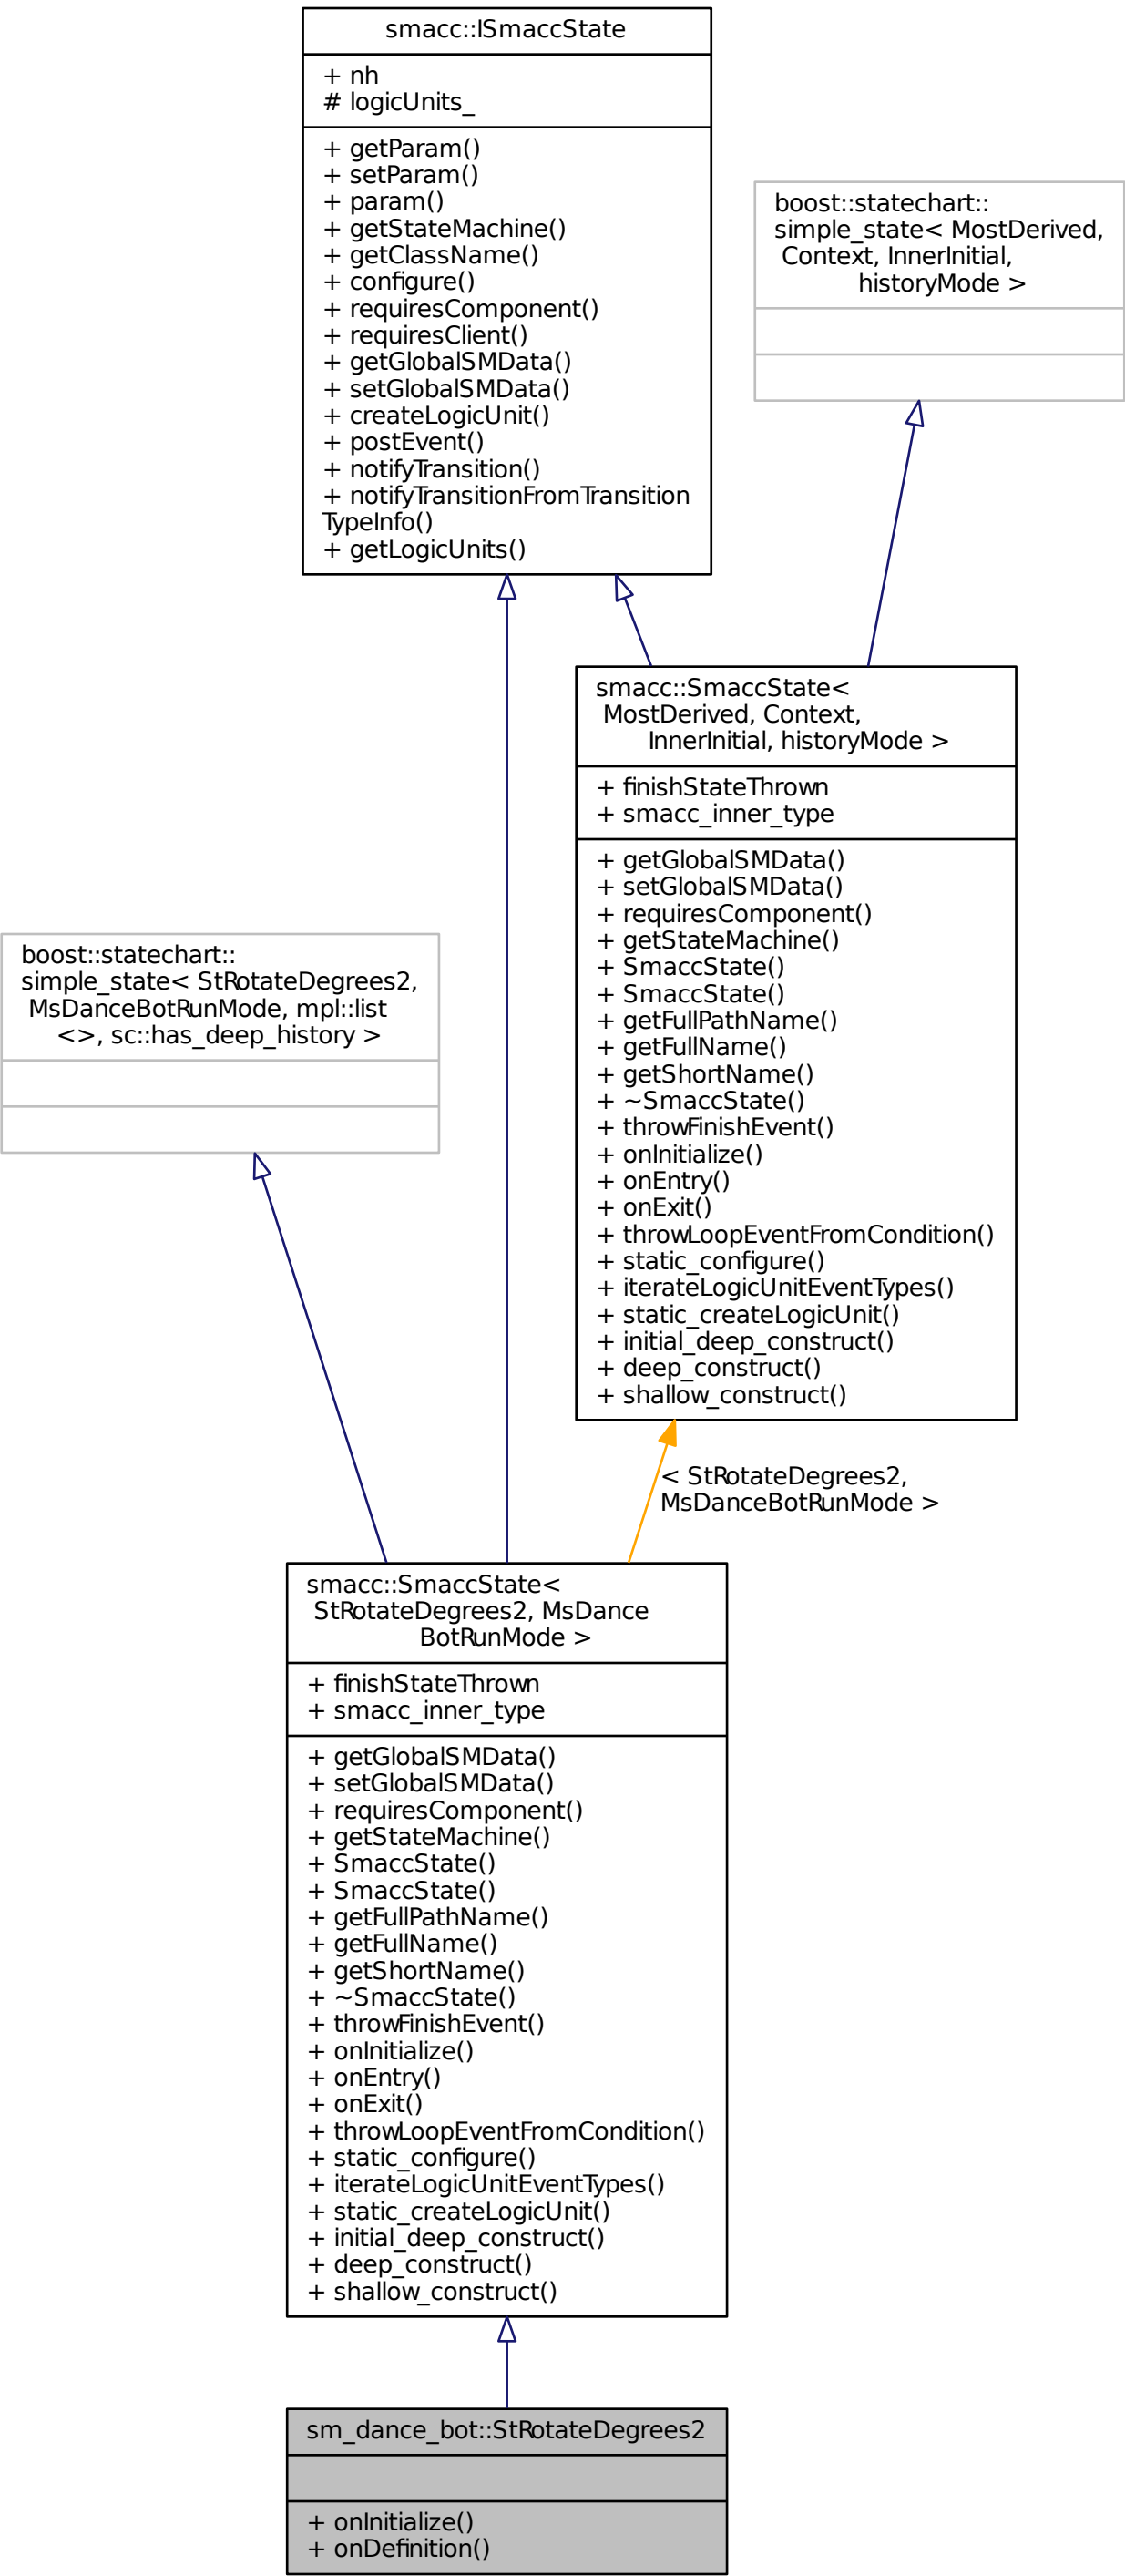 smacc::ISmaccState
+ nh
# logicUnits_
+ getParam()
+ setParam()
+ param()
+ getStateMachine()
+ getClassName()
+ configure()
+ requiresComponent()
+ requiresClient()
+ getGlobalSMData()
+ setGlobalSMData()
+ createLogicUnit()
+ postEvent()
+ notifyTransition()
+ notifyTransitionFromTransition
TypeInfo()
+ getLogicUnits()
boost::statechart::
simple_state< MostDerived,
Context, InnerInitial,
historyMode >
smacc::SmaccState<
MostDerived, Context,
InnerInitial, historyMode >
+ finishStateThrown
+ smacc_inner_type
+ getGlobalSMData()
+ setGlobalSMData()
+ requiresComponent()
+ getStateMachine()
+ SmaccState()
+ SmaccState()
+ getFullPathName()
+ getFullName()
+ getShortName()
+ ~SmaccState()
+ throwFinishEvent()
+ onInitialize()
+ onEntry()
+ onExit()
+ throwLoopEventFromCondition()
+ static_configure()
+ iterateLogicUnitEventTypes()
+ static_createLogicUnit()
+ initial_deep_construct()
+ deep_construct()
+ shallow_construct()
boost::statechart::
simple_state< StRotateDegrees2,
MsDanceBotRunMode, mpl::list
<>, sc::has_deep_history >
< StRotateDegrees2,
MsDanceBotRunMode >
smacc::SmaccState<
StRotateDegrees2, MsDance
BotRunMode >
+ finishStateThrown
+ smacc_inner_type
+ getGlobalSMData()
+ setGlobalSMData()
+ requiresComponent()
+ getStateMachine()
+ SmaccState()
+ SmaccState()
+ getFullPathName()
+ getFullName()
+ getShortName()
+ ~SmaccState()
+ throwFinishEvent()
+ onInitialize()
+ onEntry()
+ onExit()
+ throwLoopEventFromCondition()
+ static_configure()
+ iterateLogicUnitEventTypes()
+ static_createLogicUnit()
+ initial_deep_construct()
+ deep_construct()
+ shallow_construct()
sm_dance_bot::StRotateDegrees2
+ onInitialize()
+ onDefinition()